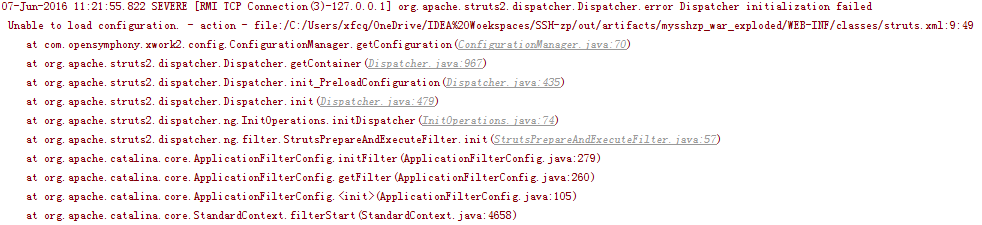 07-Jun-2016 11:21:55.822 SEVERE [RMI TCP Connection(3)-127.0.0.1] org.apache.struts2.dispatcher.Dispatcher.error Dispatcher initialization failed
Unable to load configuration. - action - file:/C:/Users/xfcq/OneDrive/IDEA%20Woekspaces/SSH-zp/out/artifacts/mysshzp_war_exploded/WEB-INF/classes/struts.xml:9:49
at com.opensymphony.xwork2.config.ConfigurationManager.getConfiguration(ConfigurationManager.java:70)
at org.apache.struts2.dispatcher.Dispatcher.getContainer(Dispatcher.java:967)
at org.apache.struts2.dispatcher.Dispatcher.init_PreloadConfiguration(Dispatcher.java:435)
at org.apache.struts2.dispatcher.Dispatcher.init(Dispatcher.java:479)
at org.apache.struts2.dispatcher.ng.InitOperations.initDispatcher(InitOperations.java:74)
at org.apache.struts2.dispatcher.ng.filter.StrutsPrepareAndExecuteFilter.init(StrutsPrepareAndExecuteFilter.java:57)
at org.apache.catalina.core.ApplicationFilterConfig.initFilter(ApplicationFilterConfig.java:279)
at org.apache.catalina.core.ApplicationFilterConfig.getFilter(ApplicationFilterConfig.java:260)
at org.apache.catalina.core.ApplicationFilterConfig.<init>(ApplicationFilterConfig.java:105)
at org.apache.catalina.core.StandardContext.filterStart(StandardContext.java:4658)